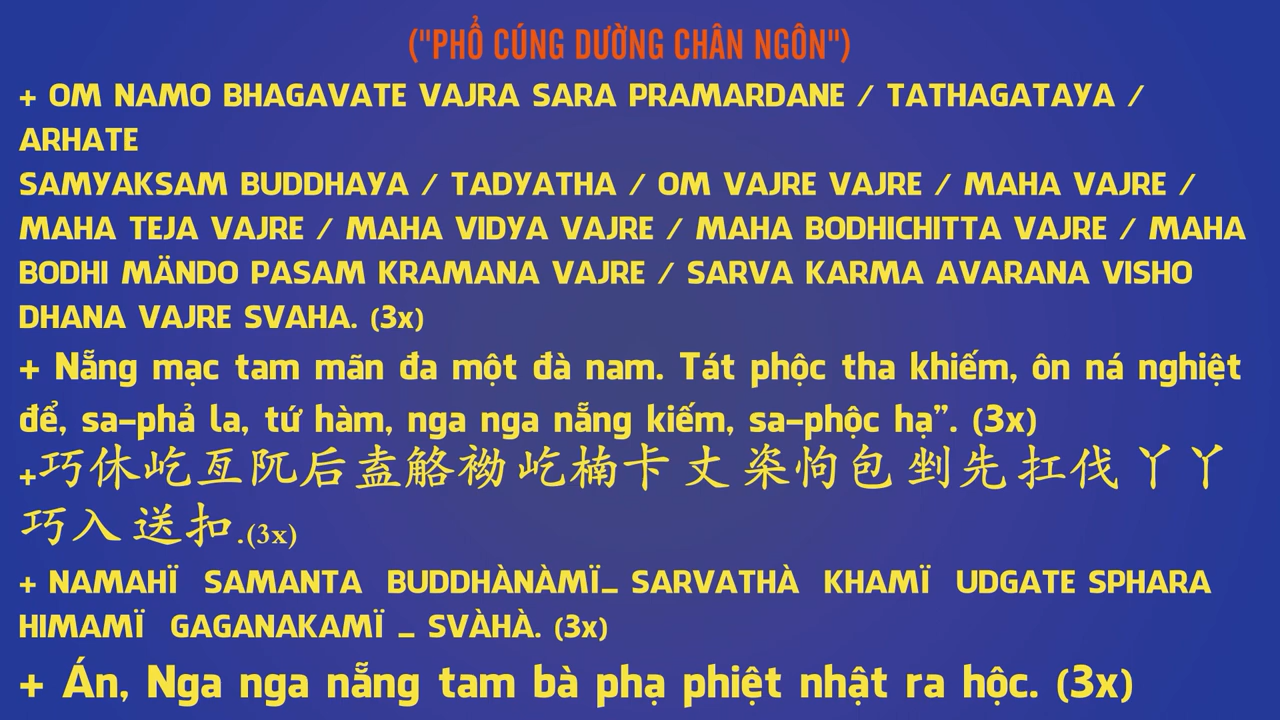 ("PHỔ CÚNG DƯỜNG CHÂN NGÔN")
+ OM NAMO BHAGAVATE VAJRA SARA PRAMARDANE / TATHAGATAYA /
ARHATE
SAMYAKSAM BUDDHAYA / TADYATHA / OM VAJRE VAJRE / MAHA VAJRE /
MAHA TEJA VAJRE / MAHA VIDYA VAJRE / MAHA BODHICHITTA VAJRE / MAHA
BODHI MÄNDO PASAM KRAMANA VAJRE / SARVA KARMA AVARANA VISHO
DHANA VAJRE SVAHA. (3x)
+ Nẵng mạc tam mãn đa một đà nam. Tát phộc tha khiếm, ôn ná nghiệt
để, sa-phả la, tứ hàm, nga nga nẵng kiếm, sa-phộc hạ”. (3x)
+巧休屹亙阢后盍觡袎屹楠卡丈栥怐包剉先扛伐丫丫
巧入送扣.(3x)
+ NAMAHÏ SAMANTA BUDDHÀNÀMÏ_ SARVATHÀ KHAMÏ UDGATE SPHARA
HIMAMÏ GAGANAKAMÏ _ SVÀHÀ. (3x)
+ Án, Nga nga nẵng tam bà phạ phiệt nhật ra hộc. (3x)